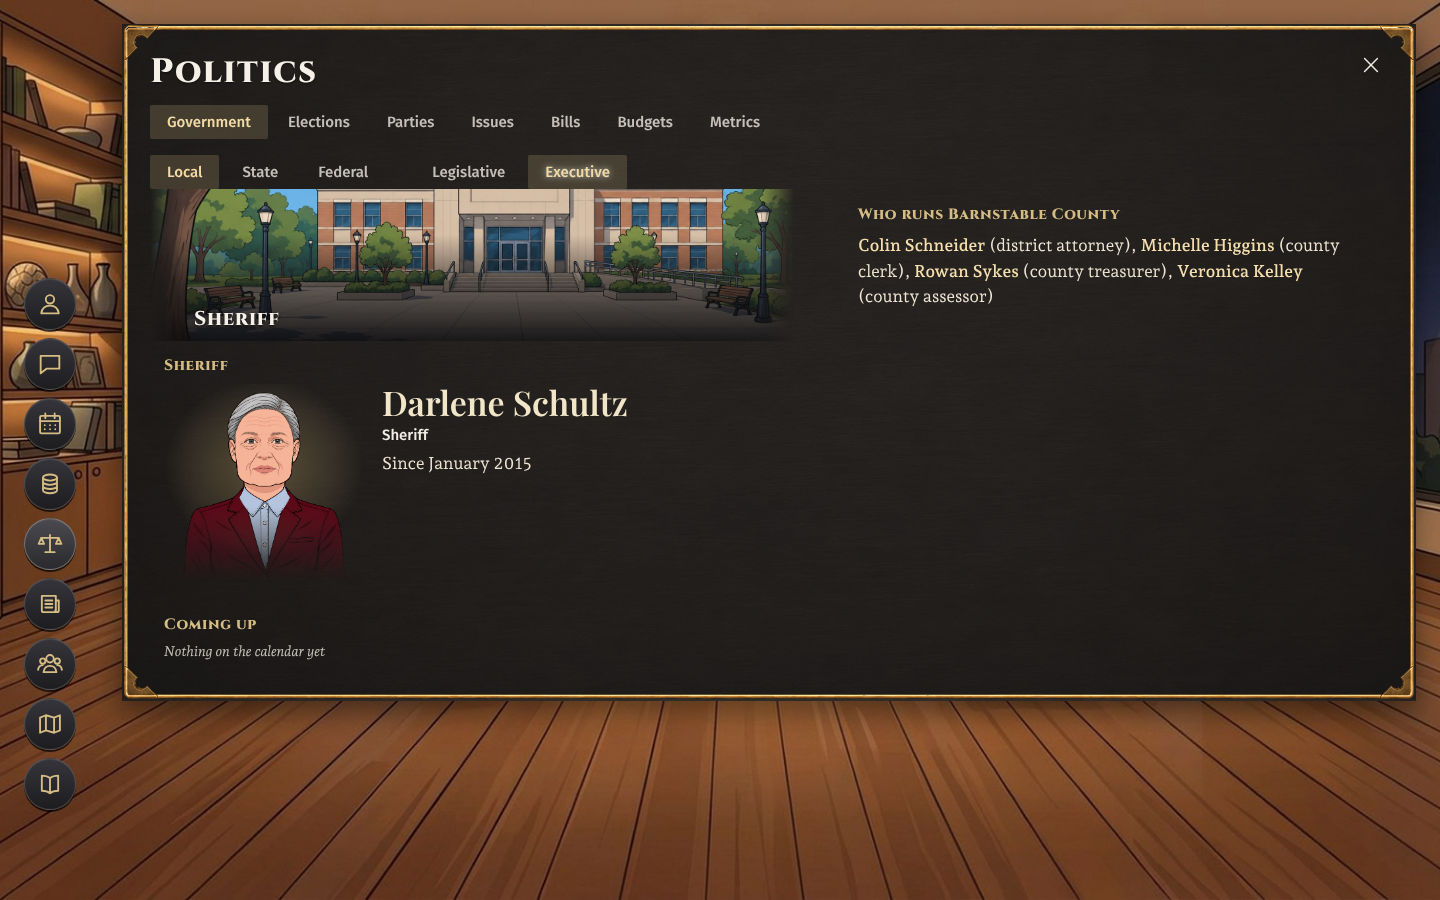 Politics
Government Elections Parties Issues Bills Budgets Metrics
Local State Federal Legislative Executive
Sheriff
Sheriff
Darlene Schultz
Sheriff
Since January 2015
Coming up
Nothing on the calendar yet
Who runs Barnstable County
Colin Schneider (district attorney), Michelle Higgins (county
clerk), Rowan Sykes (county treasurer), Veronica Kelley
(county assessor)